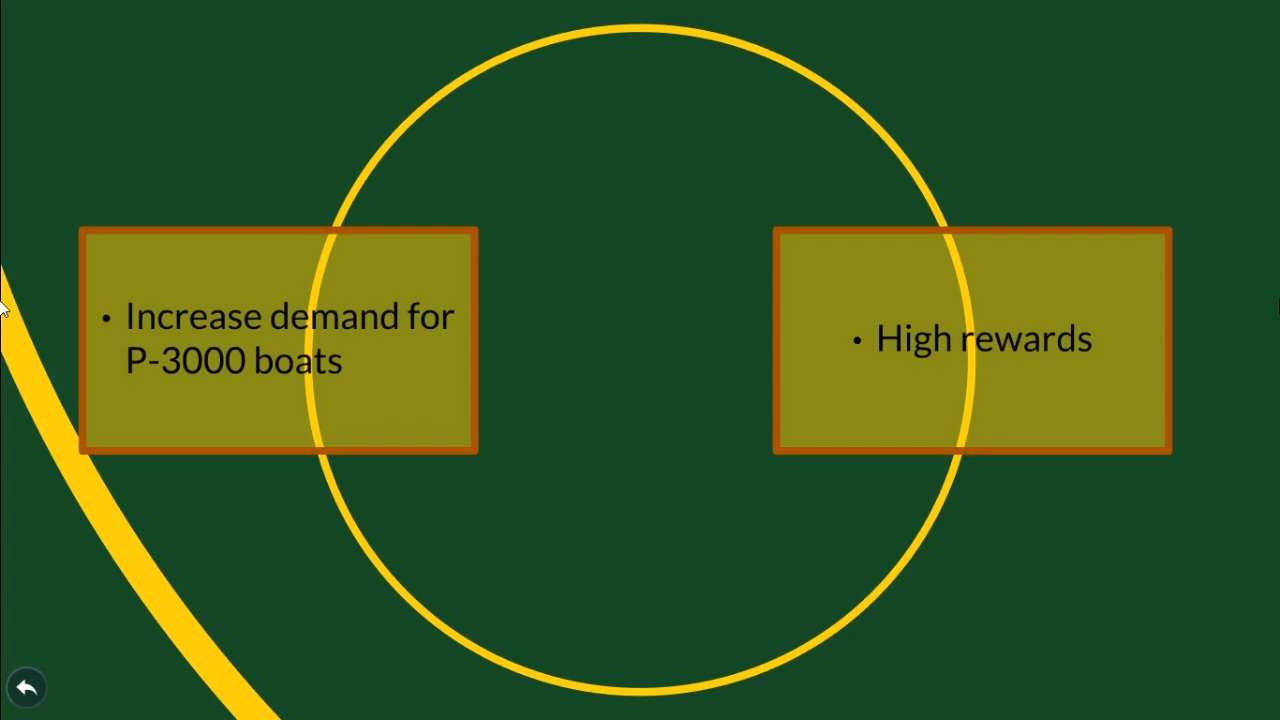 • Increase demand for
P-3000 boats
• High rewards